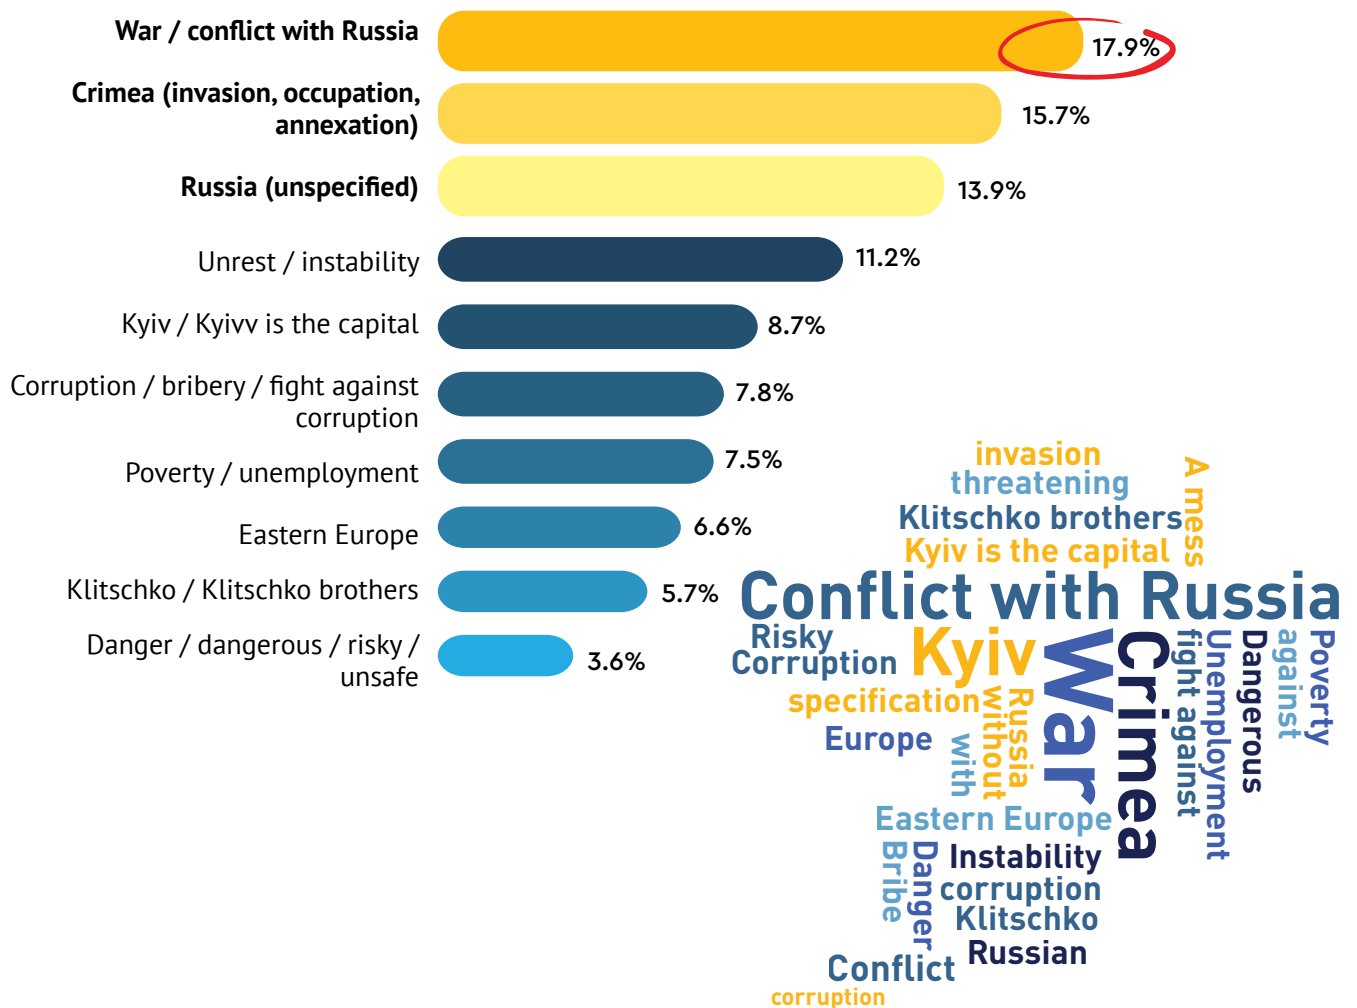 War / conflict with Russia
17.9%
Crimea (invasion, occupation,
annexation)
15.7%
Russia (unspecified)
13.9%
Unrest / instability
11.2%
Kyiv / Kyivv is the capital
8.7%
Corruption / bribery / fight against
corruption
7.8%
Poverty / unemployment
7.5%
Eastern Europe
6.6%
Klitschko / Klitschko brothers
5.7%
Danger / dangerous / risky /
unsafe
3.6%
invasion
threatening
A mess
Klitschko brothers
Kyiv is the capital
Conflict with Russia
Risky
Corruption
Kyiv
War
Crimea
fight against
Unemployment
Dangerous
against
Poverty
specification
without
Russia
Europe
with
Eastern Europe
Bribe
Danger
Instability
corruption
Klitschko
Russian
Conflict
corruption